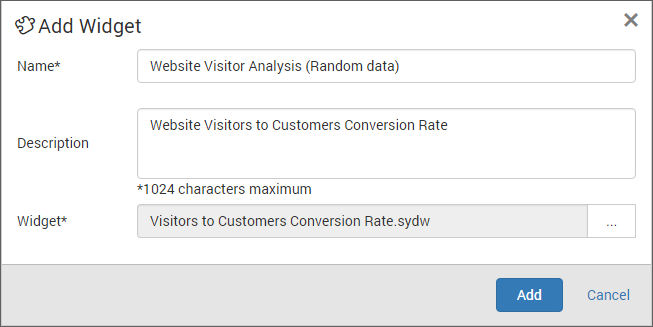 Add Widget
Name* Website Visitor Analysis (Random data)
Website Visitors to Customers Conversion Rate
Description
*1024 characters maximum
Widget* Visitors to Customers Conversion Rate.sydw ...
Add Cancel